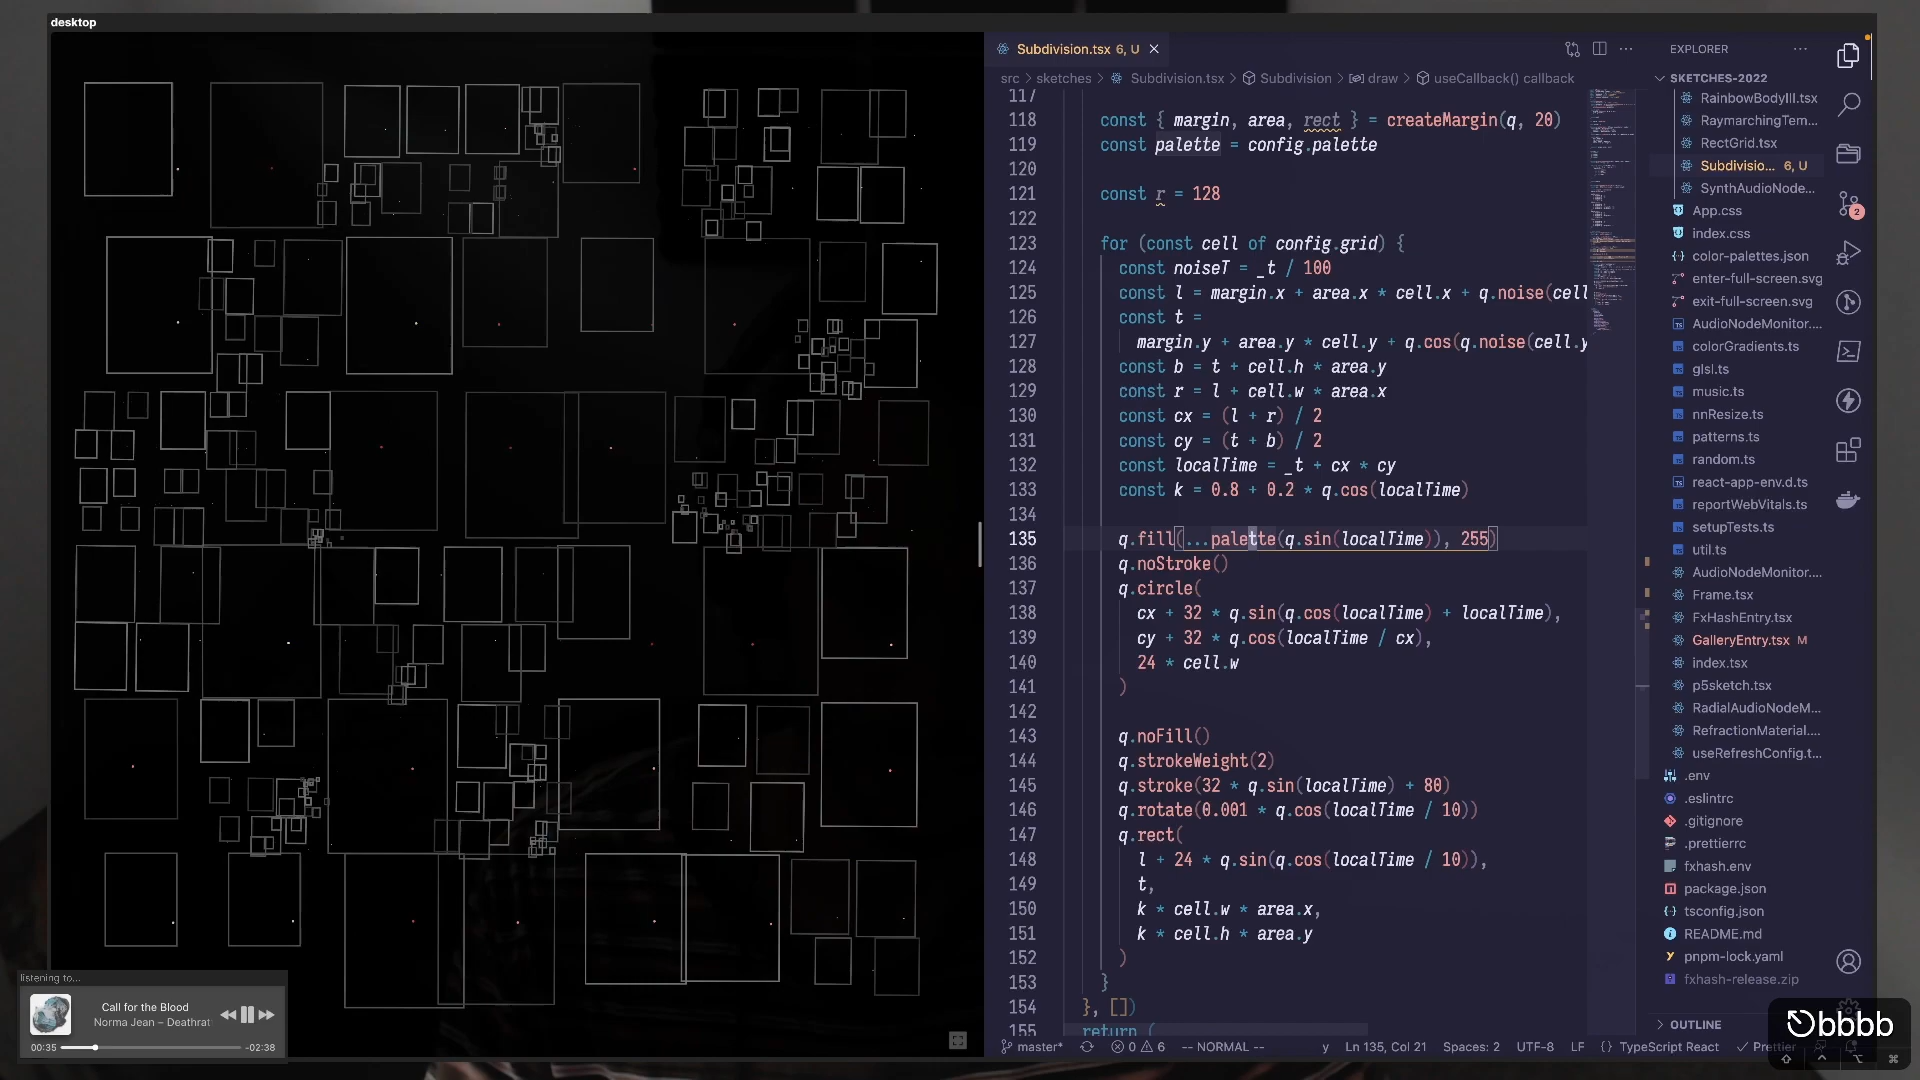 desktop
Subdivision.tsx 6, U
src > sketches > Subdivision.tsx > Subdivision > draw > useCallback() callback
117
118 const { margin, area, rect } = createMargin(q, 20)
119 const palette = config.palette
120
121 const r = 128
122
123 for (const cell of config.grid) {
124 const noiseT = _t / 100
125 const l = margin.x + area.x * cell.x + q.noise(cell
126 const t =
127 margin.y + area.y * cell.y + q.cos(q.noise(cell.y
128 const b = t + cell.h * area.y
129 const r = l + cell.w * area.x
130 const cx = (l + r) / 2
131 const cy = (t + b) / 2
132 const localTime = _t + cx * cy
133 const k = 0.8 + 0.2 * q.cos(localTime)
134
135 q.fill(...palette(q.sin(localTime)), 255)
136 q.noStroke()
137 q.circle(
138 cx + 32 * q.sin(q.cos(localTime) + localTime),
139 cy + 32 * q.cos(localTime / cx),
140 24 * cell.w
141 )
142
143 q.noFill()
144 q.strokeWeight(2)
145 q.stroke(32 * q.sin(localTime) + 80)
146 q.rotate(0.001 * q.cos(localTime / 10))
147 q.rect(
148 l + 24 * q.sin(q.cos(localTime / 10)),
149 t,
150 k * cell.w * area.x,
151 k * cell.h * area.y
152 )
153 }
154 }, [])
155 return (
EXPLORER
SKETCHES-2022
RainbowBodyIII.tsx
RaymarchingTem...
RectGrid.tsx
Subdivisio... 6, U
SynthAudioNode...
App.css
index.css
color-palettes.json
enter-full-screen.svg
exit-full-screen.svg
AudioNodeMonitor....
colorGradients.ts
glsl.ts
music.ts
nnResize.ts
patterns.ts
random.ts
react-app-env.d.ts
reportWebVitals.ts
setupTests.ts
util.ts
AudioNodeMonitor....
Frame.tsx
FxHashEntry.tsx
GalleryEntry.tsx M
index.tsx
p5sketch.tsx
RadialAudioNodeM...
RefractionMaterial....
useRefreshConfig.t...
.env
.eslintrc
.gitignore
.prettierrc
fxhash.env
package.json
tsconfig.json
README.md
pnpm-lock.yaml
fxhash-release.zip
OUTLINE
2
bbbb
listening to...
Call for the Blood
Norma Jean – Deathrat
00:35 -02:38
master* 0 6 -- NORMAL -- y Ln 135, Col 21 Spaces: 2 UTF-8 LF {} TypeScript React Prettier